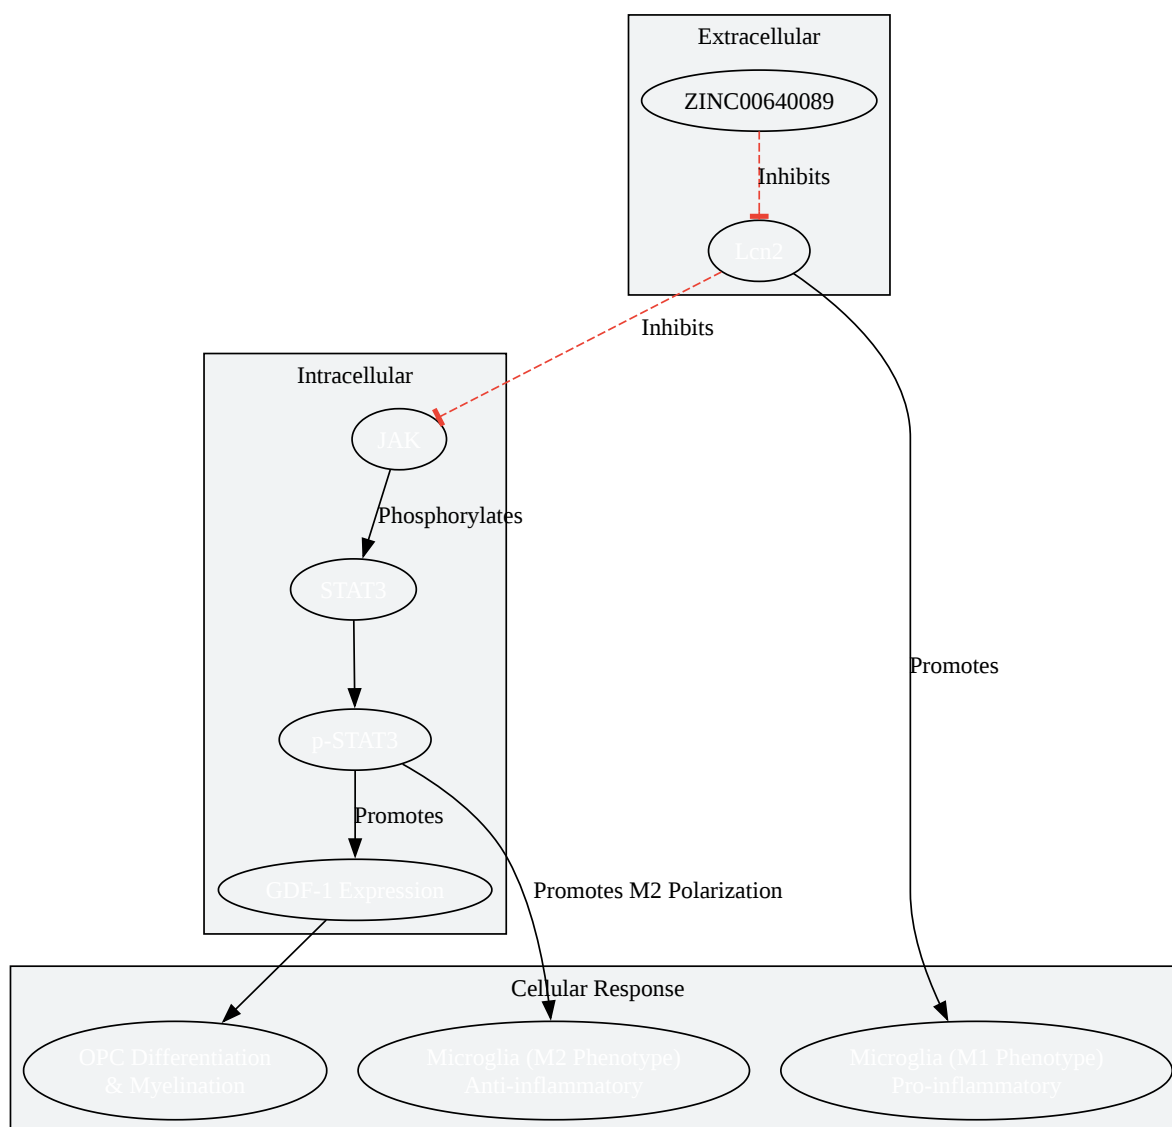 Extracellular
ZINC00640089
Inhibits
Lcn2
Inhibits
Intracellular
JAK
Phosphorylates
STAT3
p-STAT3
Promotes
Promotes
GDF-1 Expression
Promotes M2 Polarization
Cellular Response
OPC Differentiation
& Myelination
Microglia (M2 Phenotype)
Anti-inflammatory
Microglia (M1 Phenotype)
Pro-inflammatory